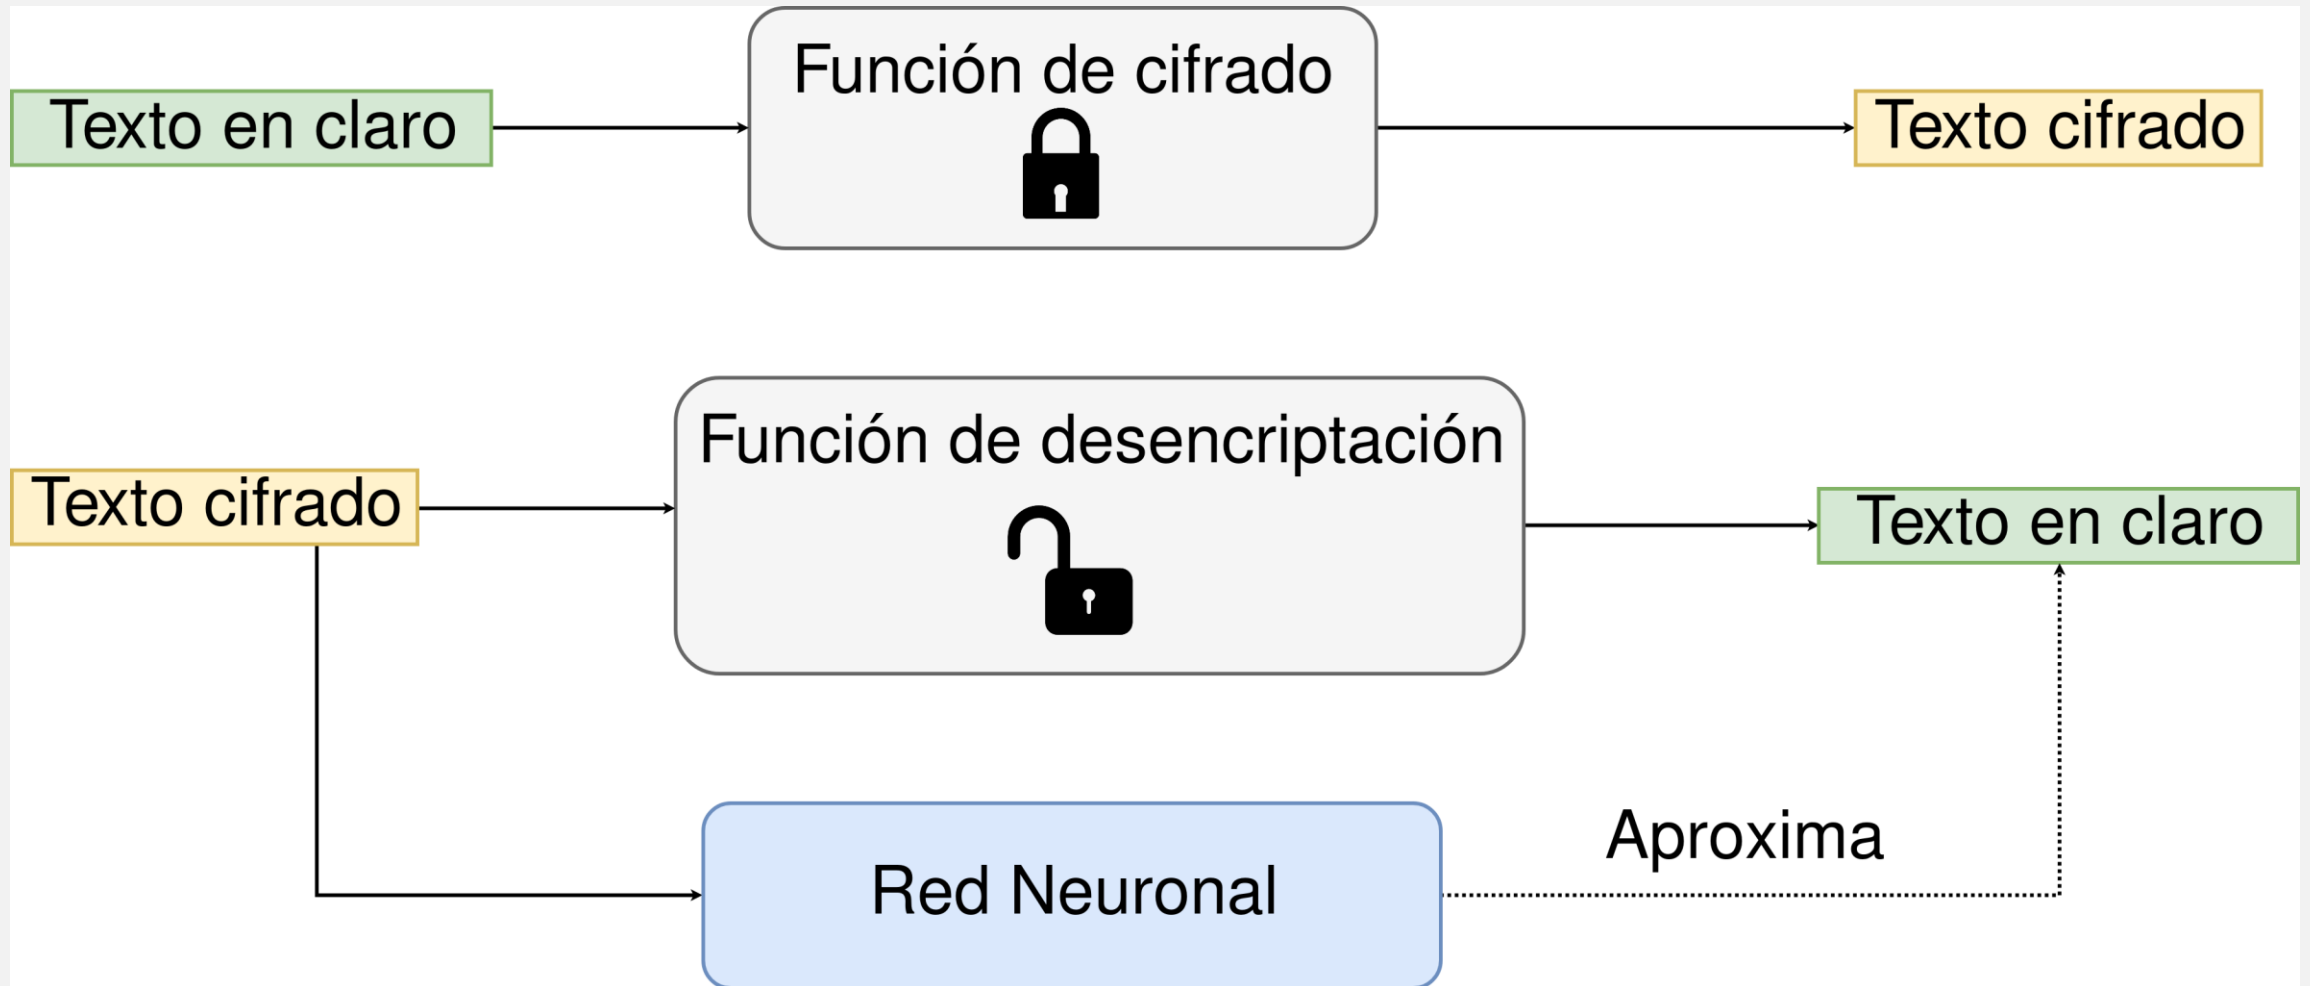 Función de cifrado
Texto en claro
Texto cifrado
Función de desencriptación
Texto cifrado
Texto en claro
Aproxima
Red Neuronal